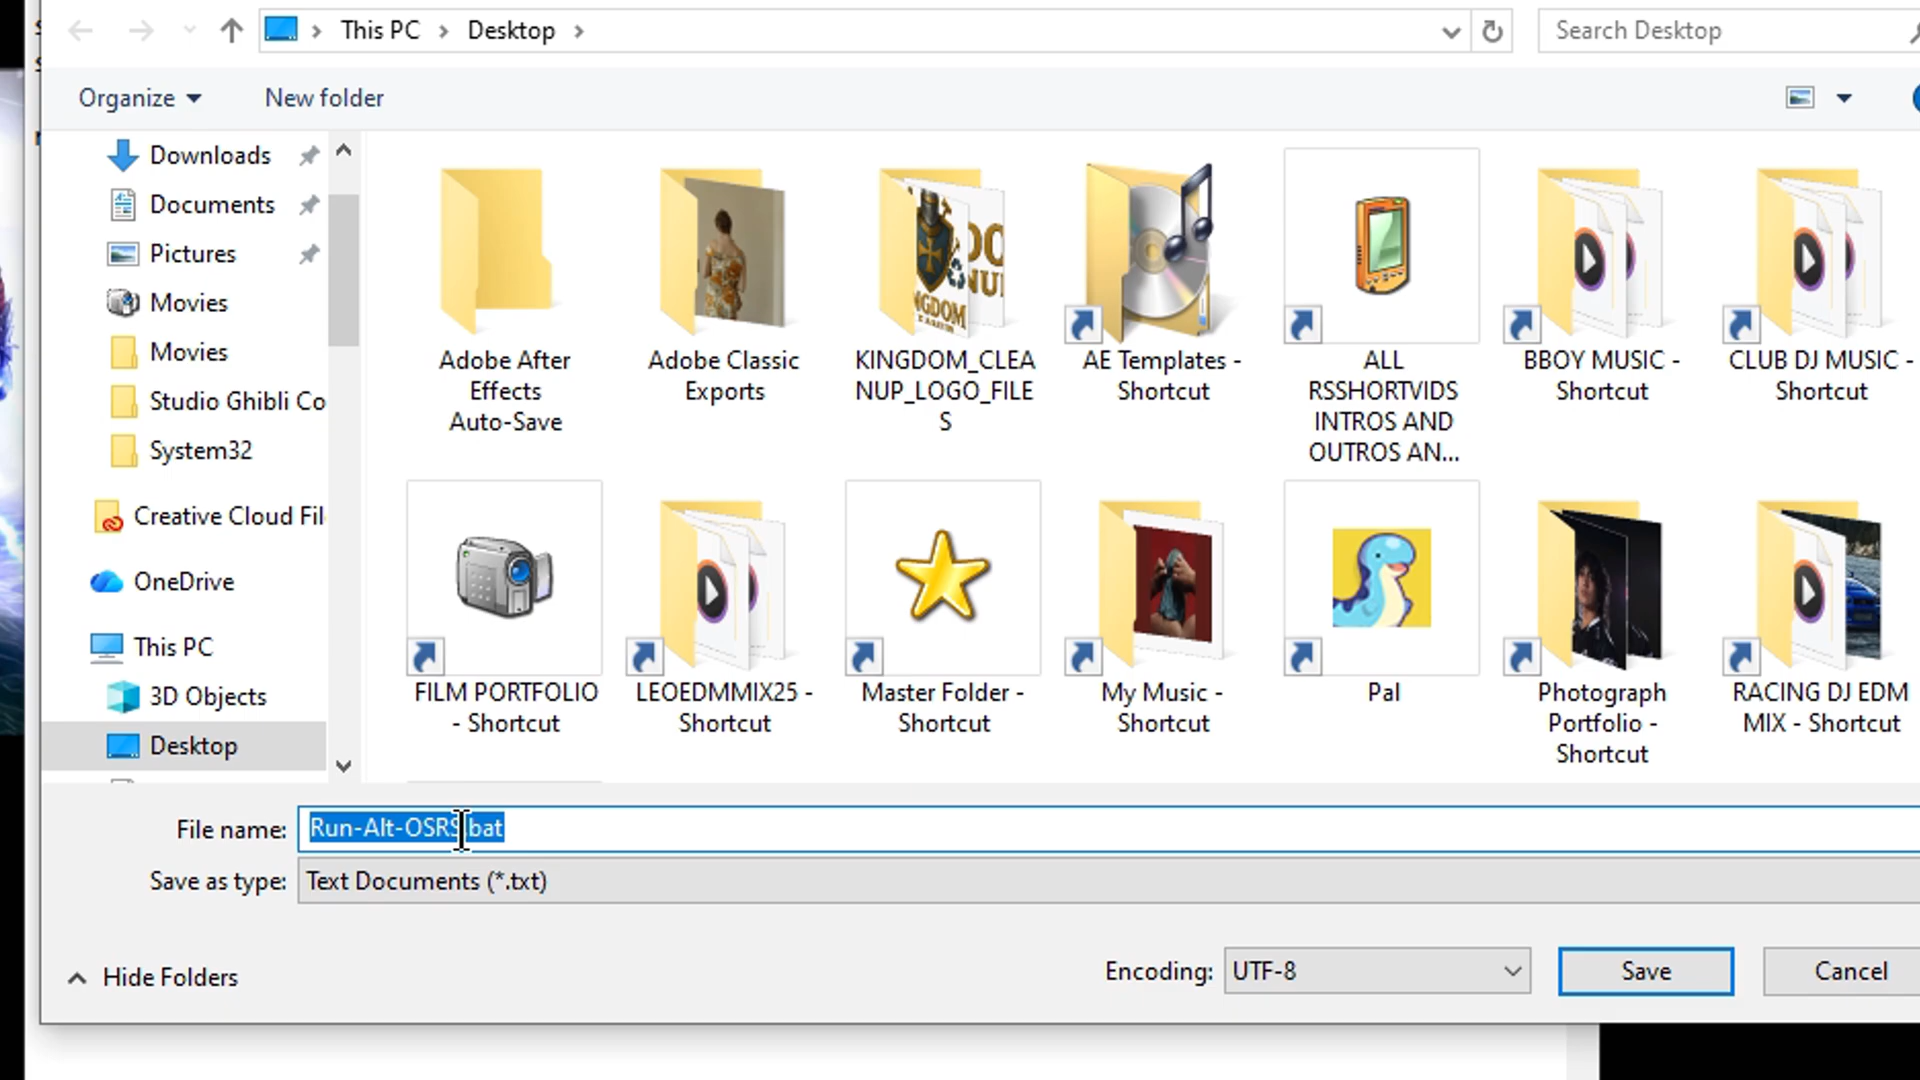 This PC
Desktop
Search Desktop
Organize
New folder
Downloads
Documents
Pictures
Movies
Movies
Studio Ghibli Co
System32
Creative Cloud Fil
OneDrive
This PC
3D Objects
Desktop
Adobe After
Effects
Auto-Save
Adobe Classic
Exports
KINGDOM_CLEA
NUP_LOGO_FILE
S
AE Templates -
Shortcut
ALL
RSSHORTVIDS
INTROS AND
OUTROS AN...
BBOY MUSIC -
Shortcut
CLUB DJ MUSIC -
Shortcut
FILM PORTFOLIO
- Shortcut
LEOEDMMIX25 -
Shortcut
Master Folder -
Shortcut
My Music -
Shortcut
Pal
Photograph
Portfolio -
Shortcut
RACING DJ EDM
MIX - Shortcut
File name: Run-Alt-OSRS.bat
Save as type: Text Documents (*.txt)
Hide Folders
Encoding: UTF-8
Save
Cancel